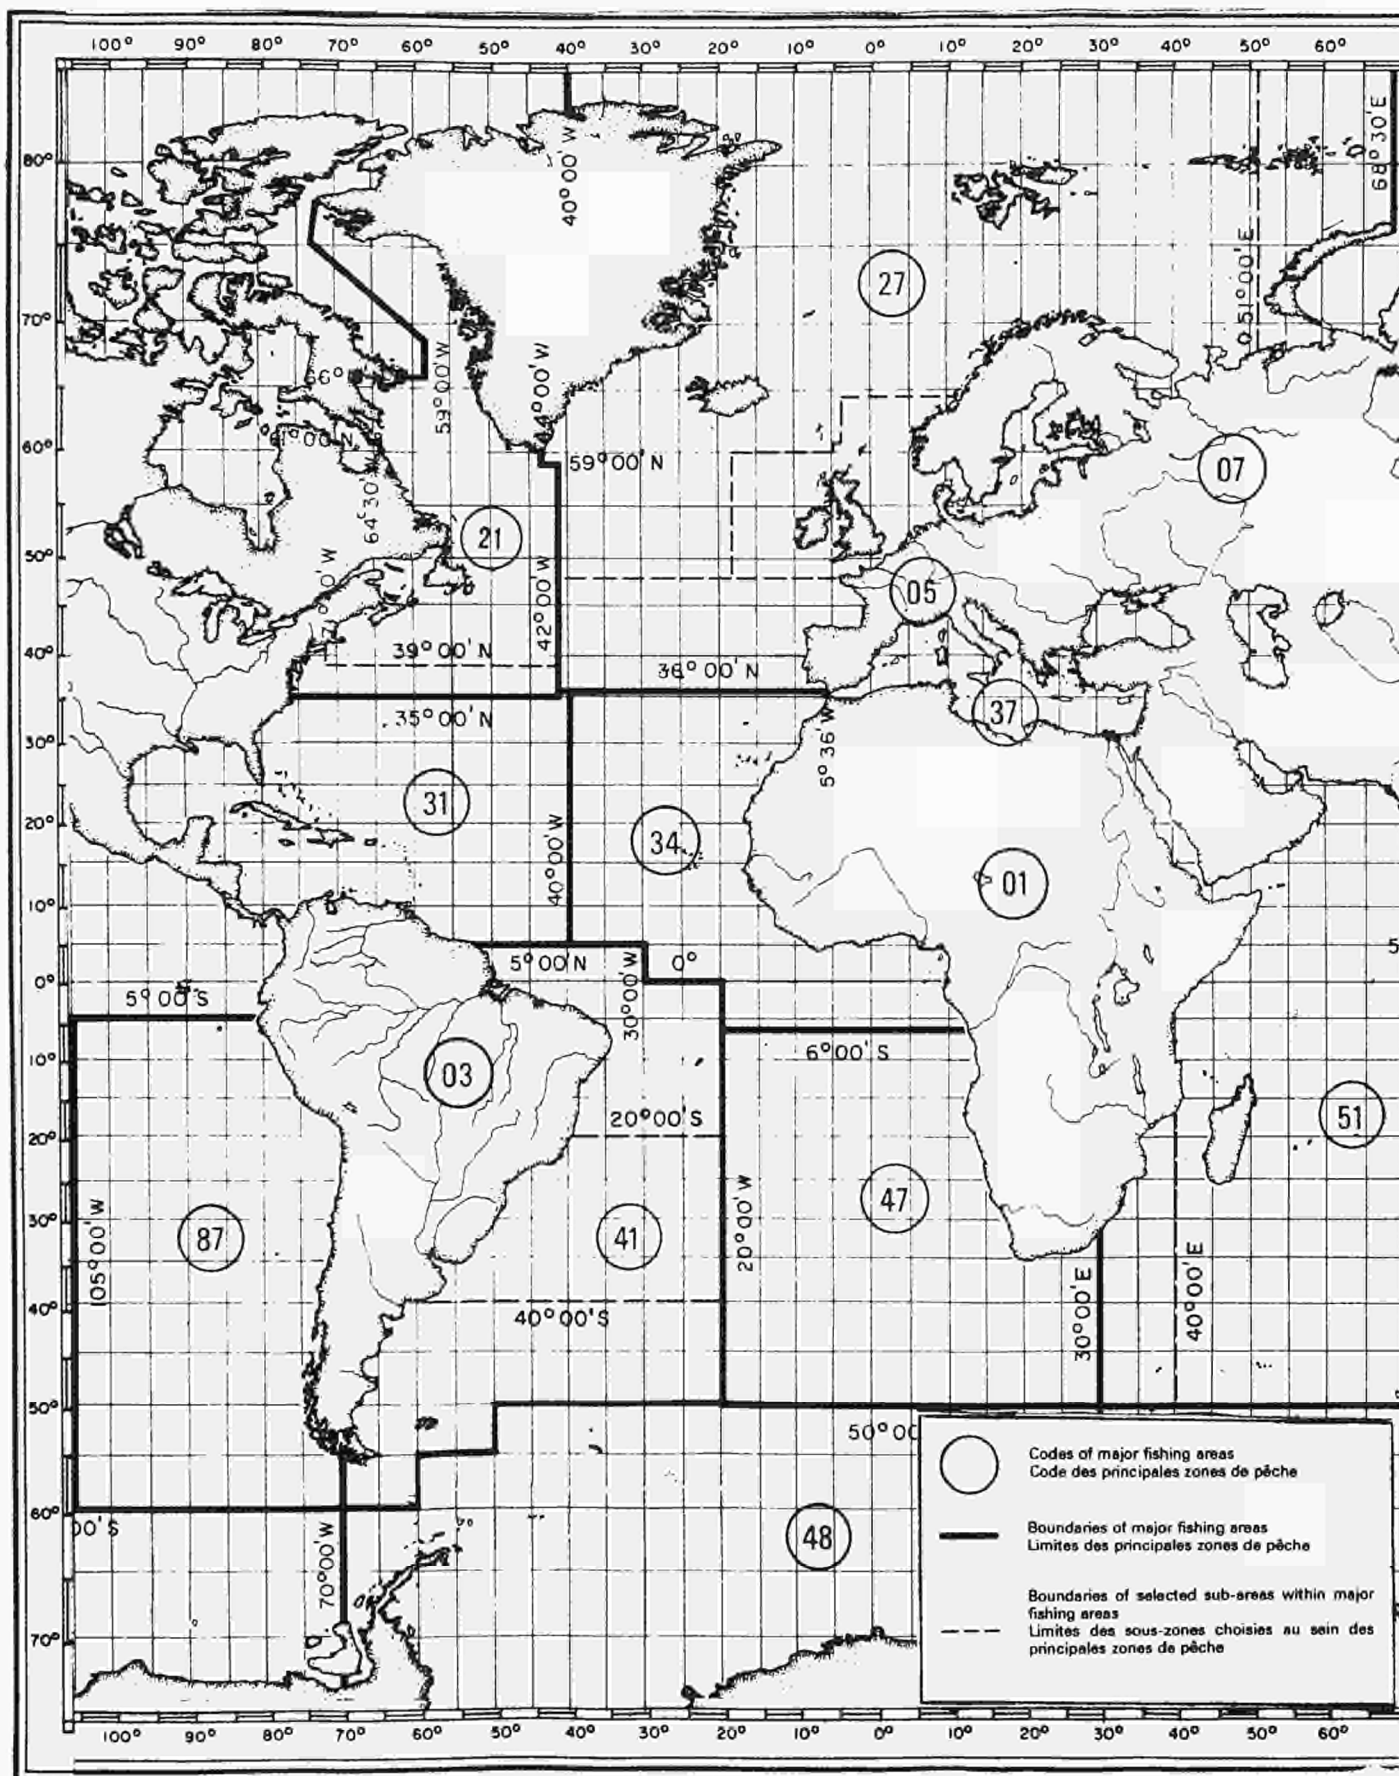 100° 90° 80° 70° 60° 50° 40° 30° 20° 10° 0° 10° 20° 30° 40° 50° 60°
68°30'E
80°
40°00'W
51°00'E
27
70°
59°00'W
44°00'W
66°
61°00'N
60°
59°00'N
07
64°30'
21
50°
42°00'W
05
39°00'N
40°
36°00'N
37
35°00'N
5°36'W
30°
31
20°
34
40°00'W
01
10°
5°00'N
0°
30°00'W
0°
5°00'S
6°00'S
10°
03
20°00'S
51
20°
105°00'W
20°00'W
47
30°
87
41
30°00'E
40°00'E
40°
40°00'S
50°
50°00
Codes of major fishing areas
Code des principales zones de pêche
60°
00'S
70°00'W
48
Boundaries of major fishing areas
Limites des principales zones de pêche
Boundaries of selected sub-areas within major
fishing areas
Limites des sous-zones choisies au sein des
principales zones de pêche
70°
100° 90° 80° 70° 60° 50° 40° 30° 20° 10° 0° 10° 20° 30° 40° 50° 60°